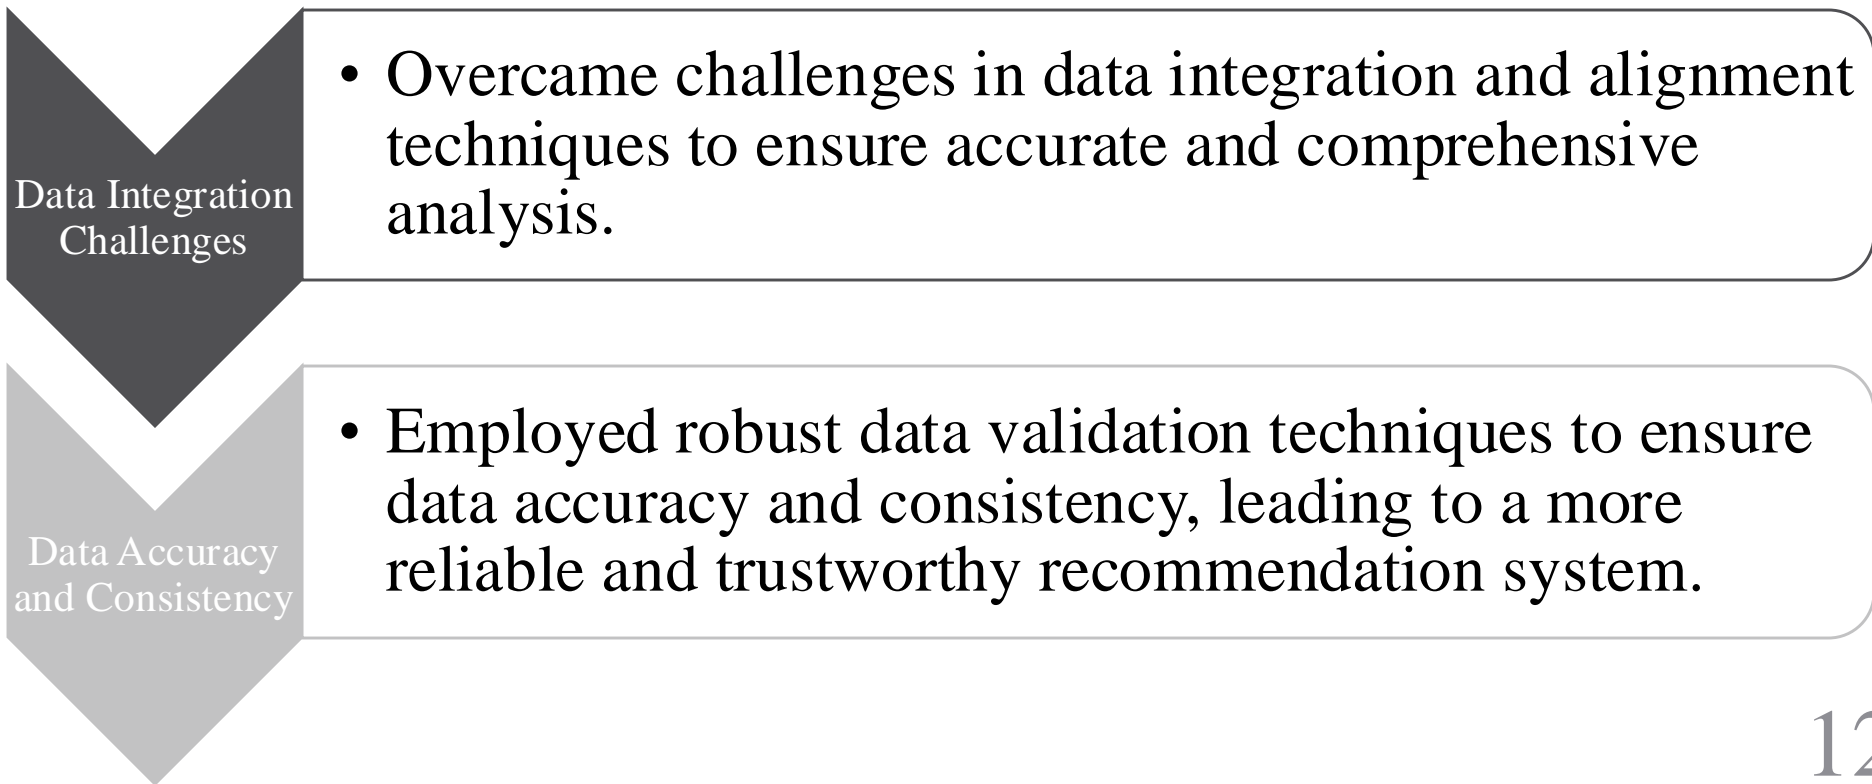 Data Integration
Challenges
• Overcame challenges in data integration and alignment
techniques to ensure accurate and comprehensive
analysis.
Data Accuracy
and Consistency
• Employed robust data validation techniques to ensure
data accuracy and consistency, leading to a more
reliable and trustworthy recommendation system.
12